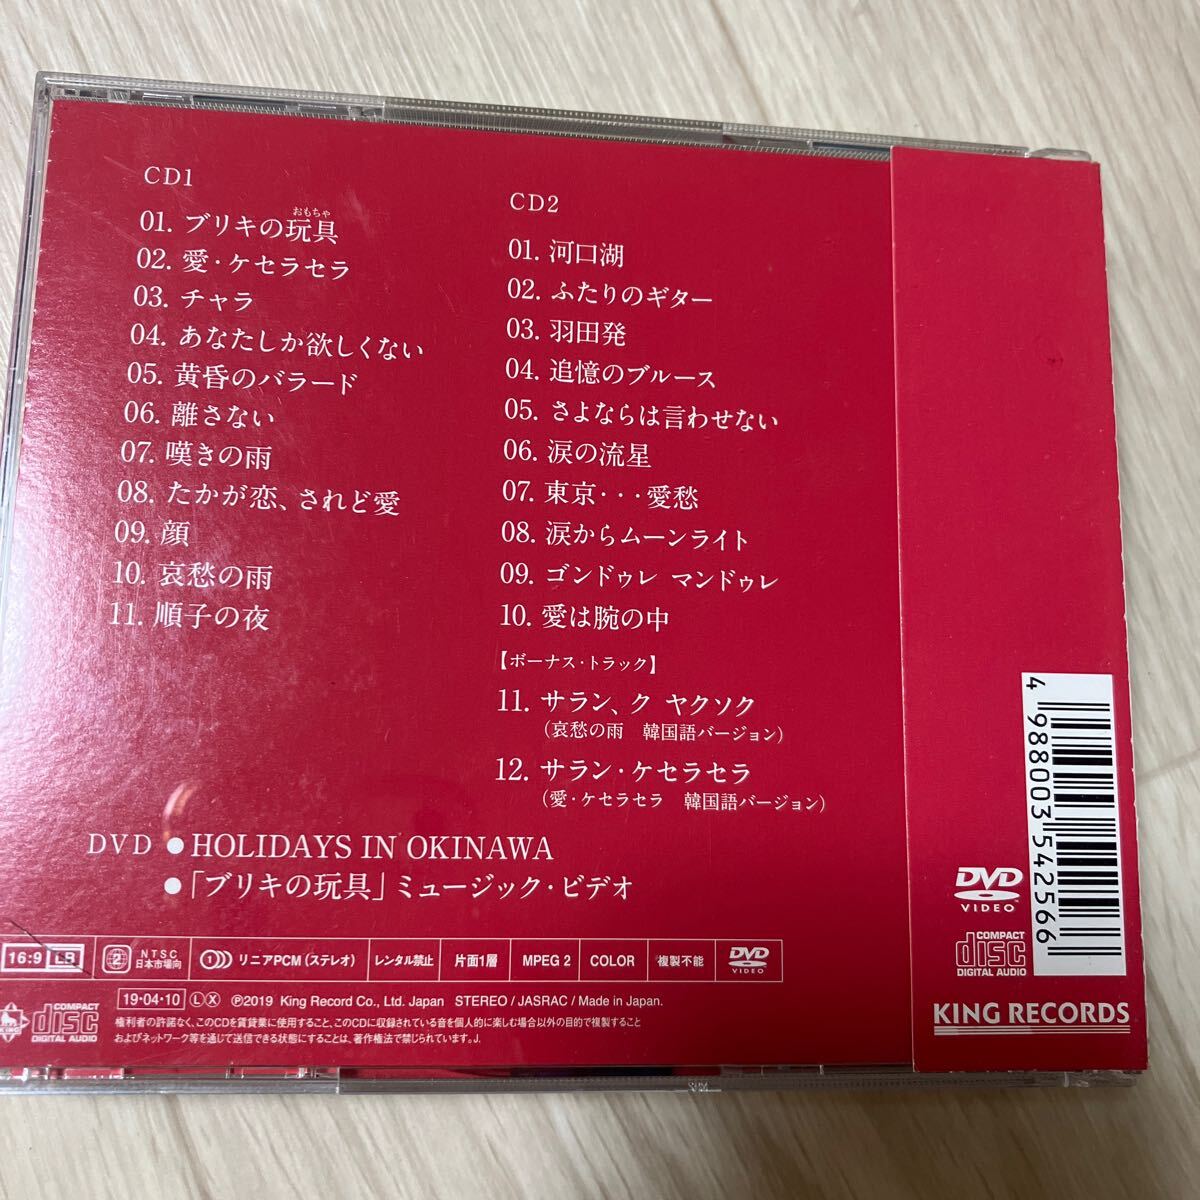 CD1
おもちゃ
01. ブリキの玩具
02. 愛・ケセラセラ
03. チャラ
04. あなたしか欲しくない
05. 黄昏のバラード
06. 離さない
07. 嘆きの雨
08. たかが恋、されど愛
09. 顔
10. 哀愁の雨
11. 順子の夜
CD2
01. 河口湖
02. ふたりのギター
03. 羽田発
04. 追憶のブルース
05. さよならは言わせない
06. 涙の流星
07. 東京・・・愛愁
08. 涙からムーンライト
09. ゴンドゥレ マンドゥレ
10. 愛は腕の中
【ボーナス・トラック】
11. サラン、ク ヤクソク
(哀愁の雨 韓国語バージョン)
12. サラン・ケセラセラ
(愛・ケセラセラ 韓国語バージョン)
DVD ● HOLIDAYS IN OKINAWA
●「ブリキの玩具」ミュージック・ビデオ
16:9 LB 2 NTSC 日本市場向 1 リニアPCM(ステレオ) レンタル禁止 片面1層 MPEG 2 COLOR 複製不能 DVD VIDEO
KING COMPACT disc DIGITAL AUDIO
19・04・10 Ⓛ Ⓧ ℗2019 King Record Co., Ltd. Japan STEREO / JASRAC / Made in Japan.
権利者の許諾なく、このCDを賃貸業に使用すること、このCDに収録されている音を個人的に楽しむ場合以外の目的で複製すること
およびネットワーク等を通じて送信できる状態にすることは、著作権法で禁じられています。J.
4 988003 542566
DVD VIDEO
COMPACT disc DIGITAL AUDIO
KING RECORDS